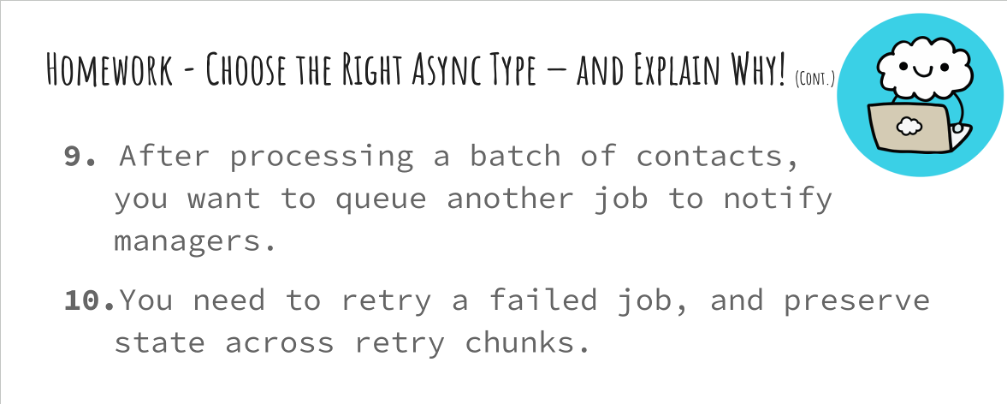 Homework - Choose the Right Async Type – and Explain Why! (Cont.)
9. After processing a batch of contacts,
you want to queue another job to notify
managers.
10.You need to retry a failed job, and preserve
state across retry chunks.